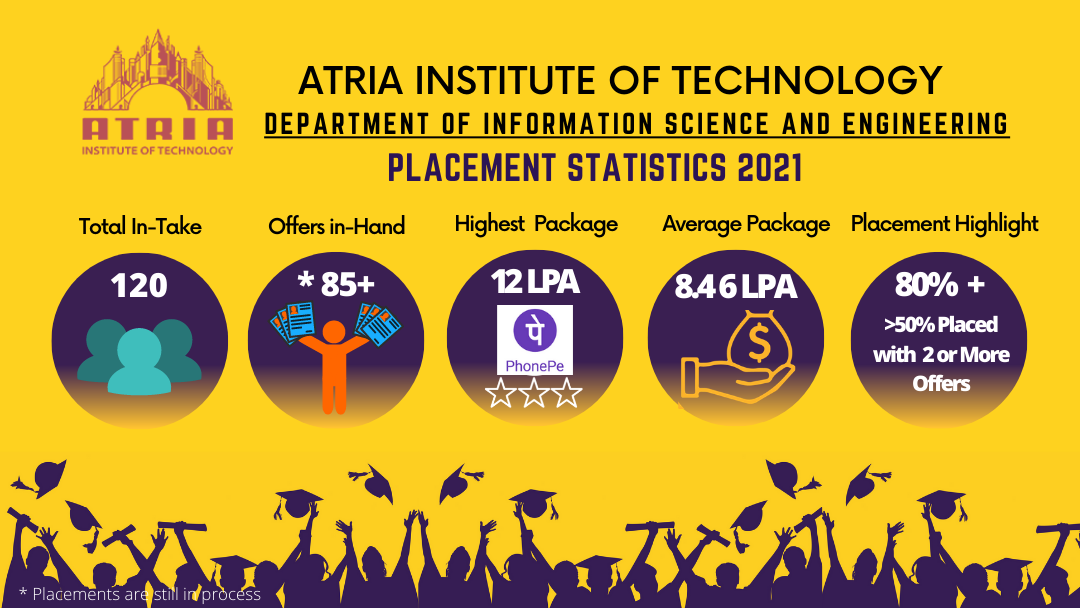 ATRIA
INSTITUTE OF TECHNOLOGY
ATRIA INSTITUTE OF TECHNOLOGY
DEPARTMENT OF INFORMATION SCIENCE AND ENGINEERING
PLACEMENT STATISTICS 2021
Total In-Take
120
Offers in-Hand
* 85+
Highest Package
12 LPA
पे
PhonePe
Average Package
8.46 LPA
$
Placement Highlight
80% +
>50% Placed
with 2 or More
Offers
* Placements are still in process